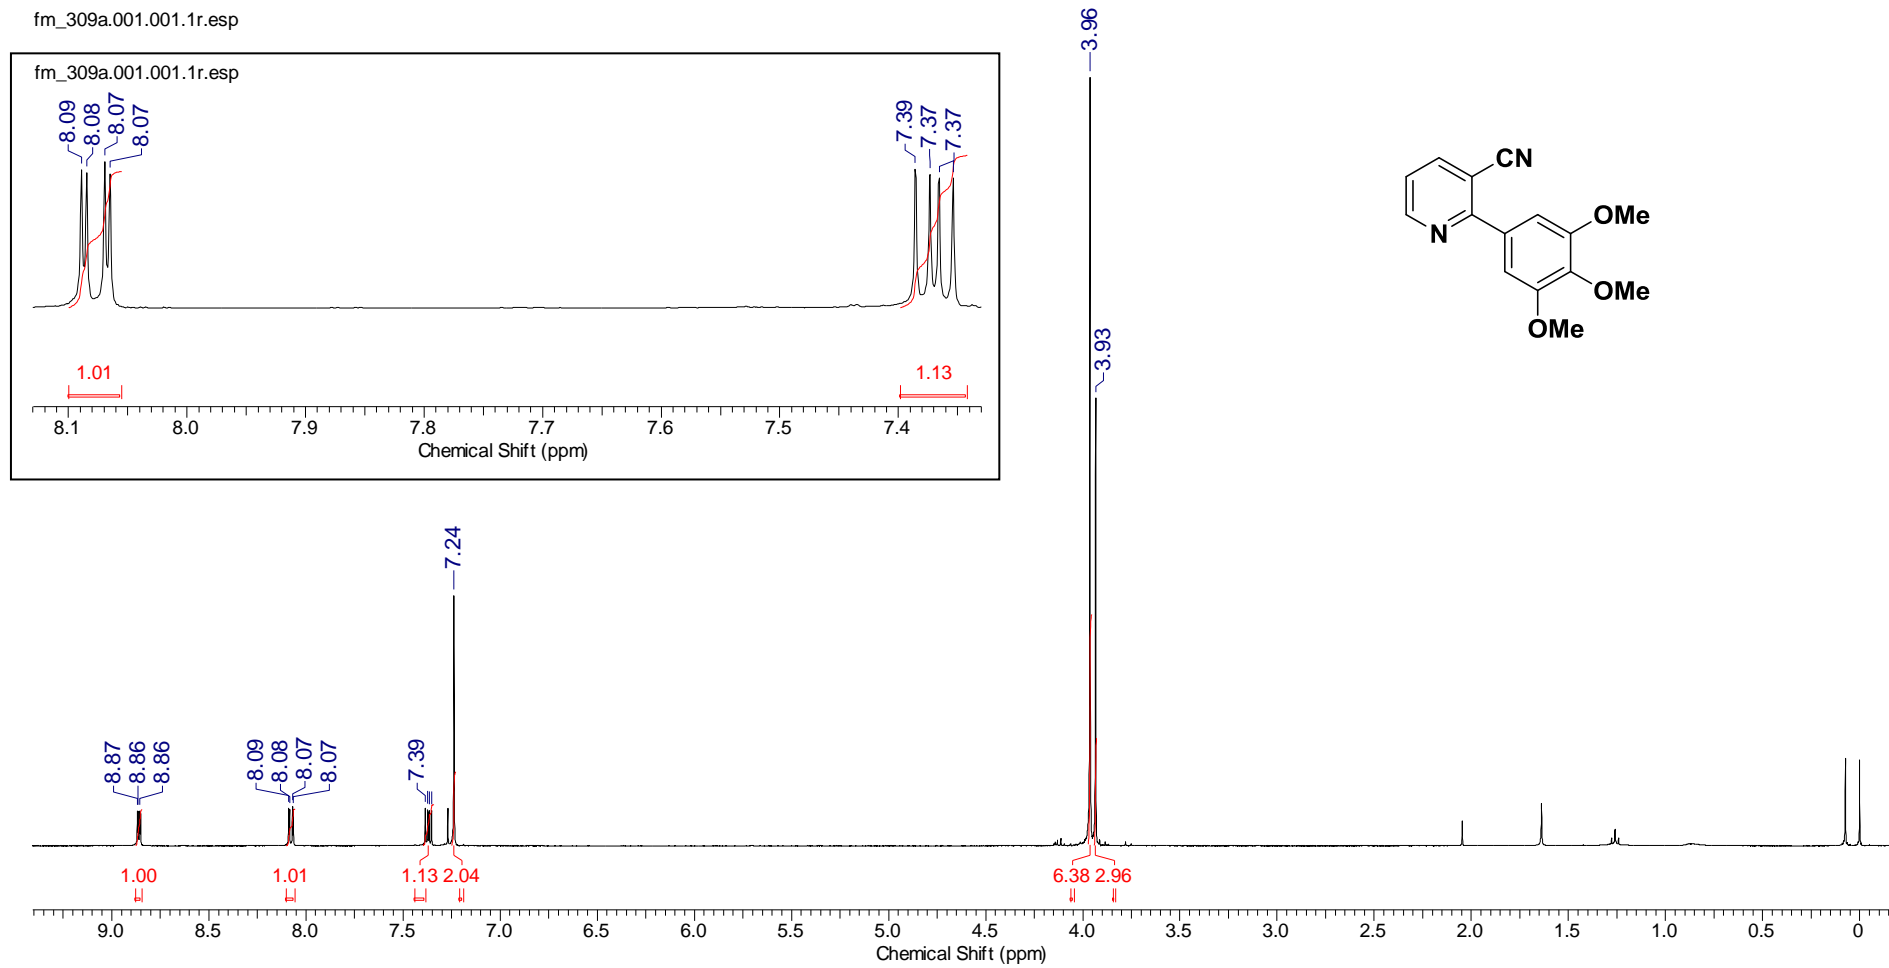 fm_309a.001.001.1r.esp
fm_309a.001.001.1r.esp
8.09
8.08
8.07
8.07
7.39
7.37
7.37
1.01
1.13
8.1 8.0 7.9 7.8 7.7 7.6 7.5 7.4
Chemical Shift (ppm)
3.96
3.93
CN
N
OMe
OMe
OMe
7.24
8.87
8.86
8.86
8.09
8.08
8.07
8.07
7.39
1.00 1.01 1.13 2.04 6.38 2.96
9.0 8.5 8.0 7.5 7.0 6.5 6.0 5.5 5.0 4.5 4.0 3.5 3.0 2.5 2.0 1.5 1.0 0.5 0
Chemical Shift (ppm)